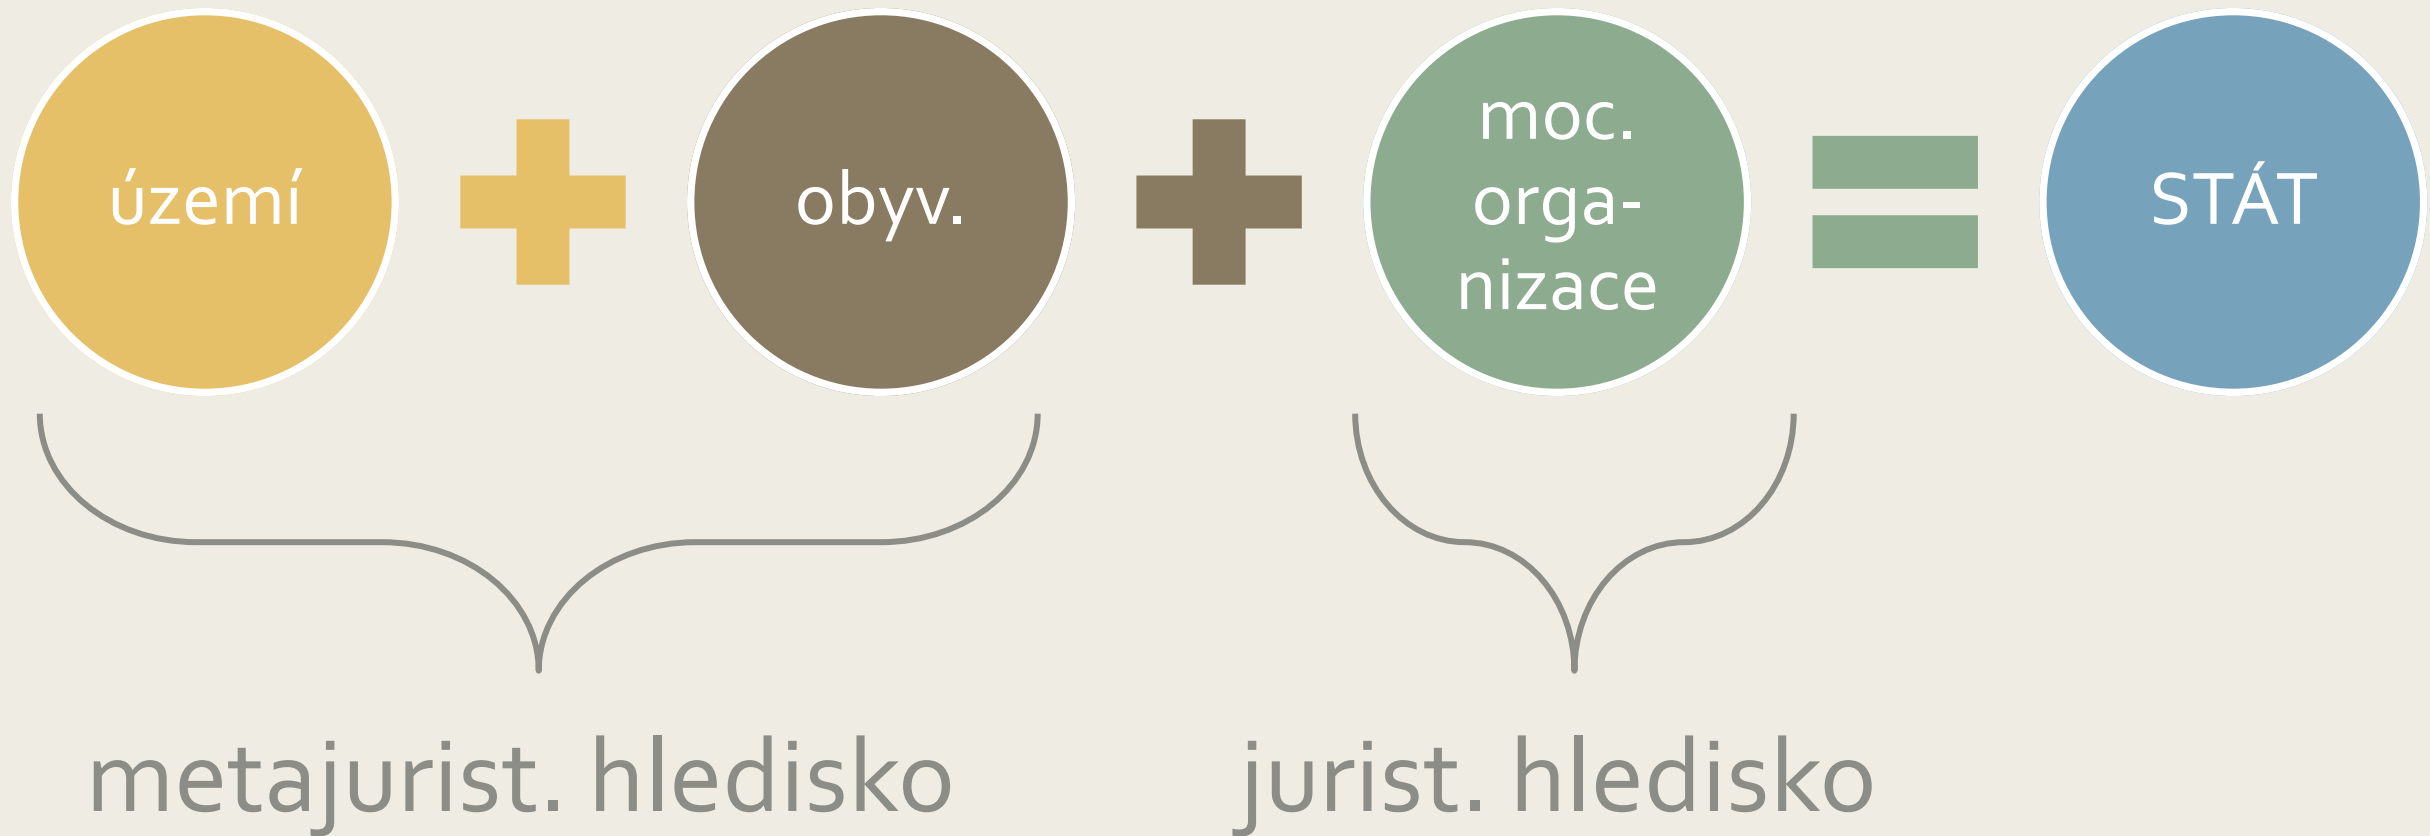 území
obyv.
moc.
orga-
nizace
STÁT
metajurist. hledisko
jurist. hledisko